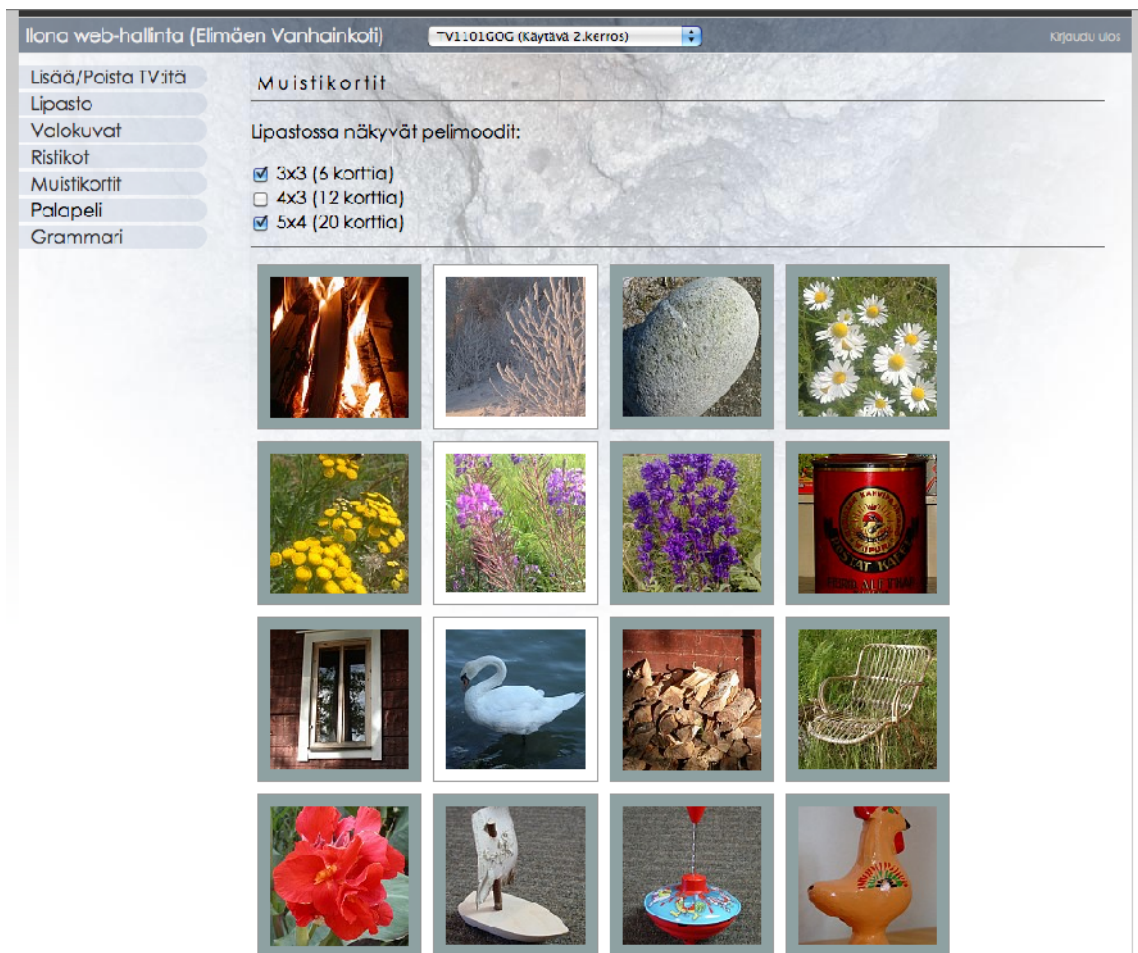 Ilona web-hallinta (Elimäen Vanhainkoti)
TV1101GOG (Käytävä 2.kerros)
Kirjaudu ulos
Lisää/Poista TV:itä
Lipasto
Valokuvat
Ristikot
Muistikortit
Palapeli
Grammari
Muistikortit
Lipastossa näkyvät pelimoodit:
3x3 (6 korttia)
4x3 (12 korttia)
5x4 (20 korttia)